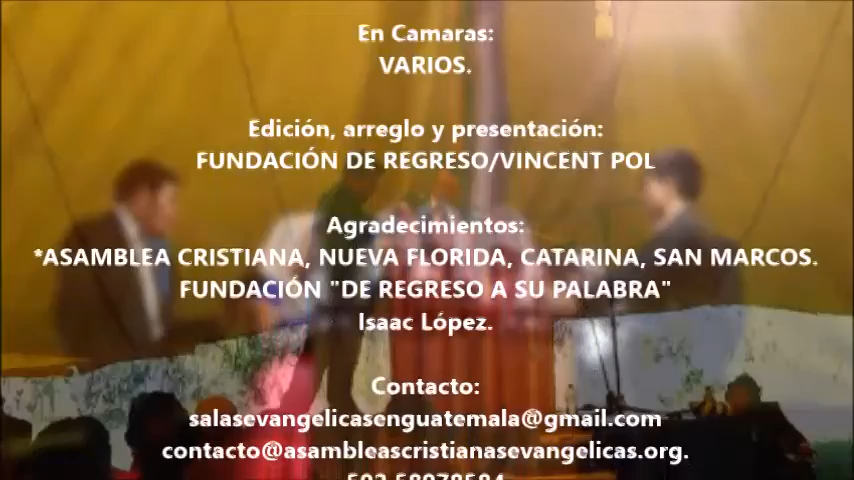 En Camaras:
VARIOS.
Edición, arreglo y presentación:
FUNDACIÓN DE REGRESO/VINCENT POL
Agradecimientos:
*ASAMBLEA CRISTIANA, NUEVA FLORIDA, CATARINA, SAN MARCOS.
FUNDACIÓN "DE REGRESO A SU PALABRA"
Isaac López.
Contacto:
salasevangelicasenguatemala@gmail.com
contacto@asambleascristianasevangelicas.org.